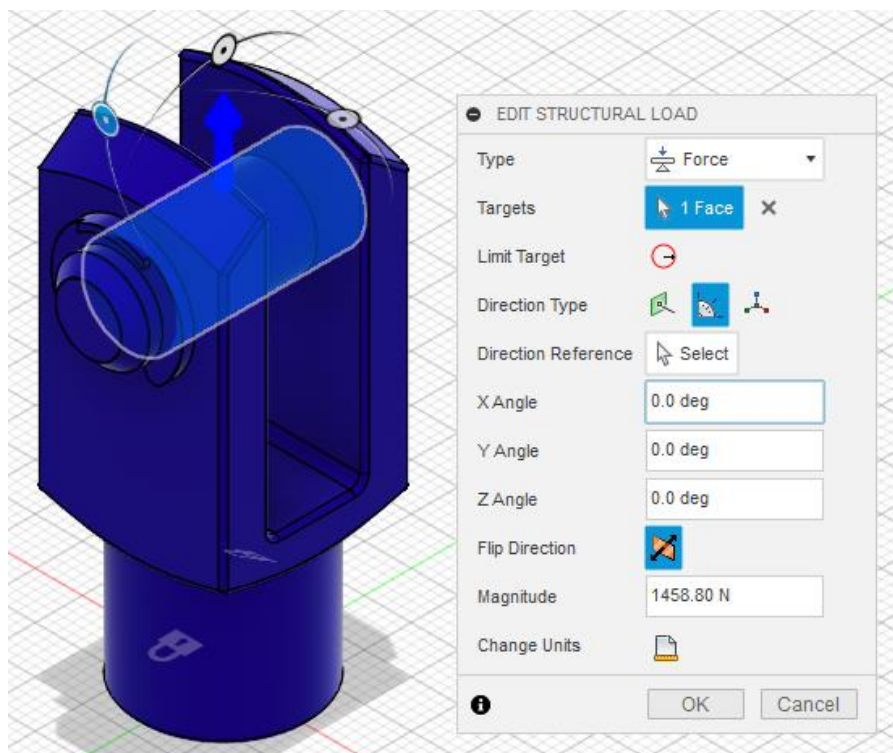 EDIT STRUCTURAL LOAD
Type Force
Targets 1 Face
Limit Target
Direction Type
Direction Reference Select
X Angle 0.0 deg
Y Angle 0.0 deg
Z Angle 0.0 deg
Flip Direction
Magnitude 1458.80 N
Change Units
OK Cancel